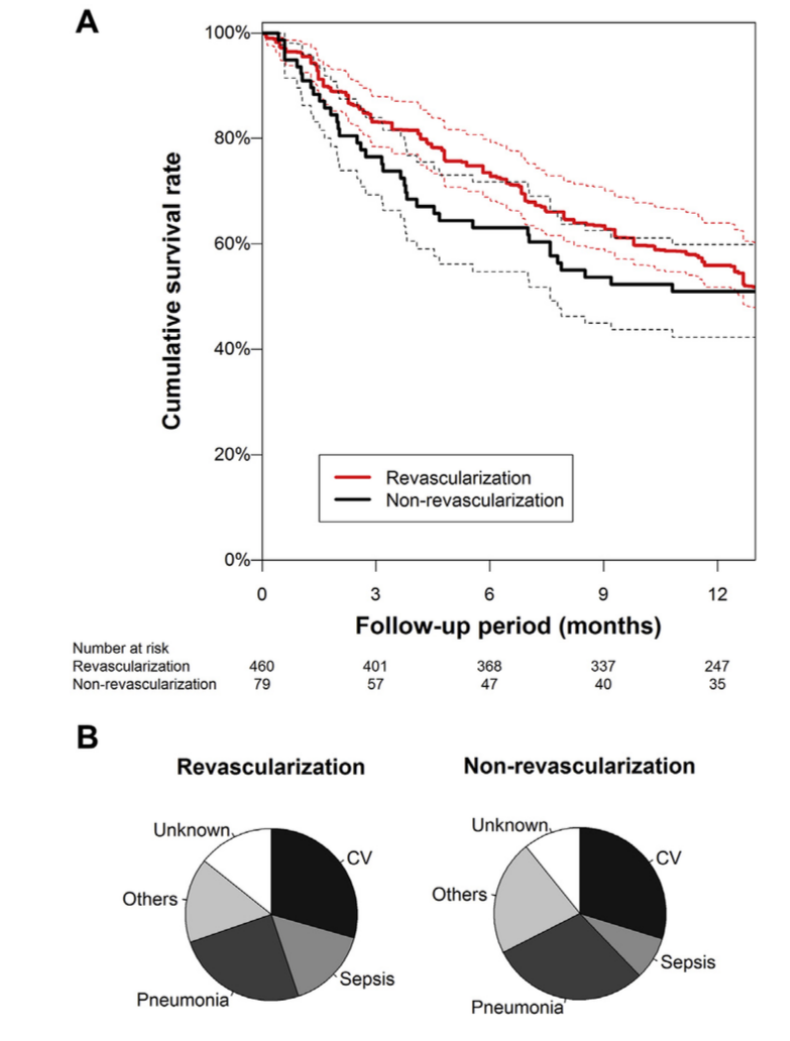 A
100%
80%
60%
40%
20%
0%
Cumulative survival rate
Revascularization
Non-revascularization
0 3 6 9 12
Follow-up period (months)
Number at risk
Revascularization 460 401 368 337 247
Non-revascularization 79 57 47 40 35
B
Revascularization Non-revascularization
Unknown CV Others Sepsis Pneumonia
Unknown CV Others Sepsis Pneumonia